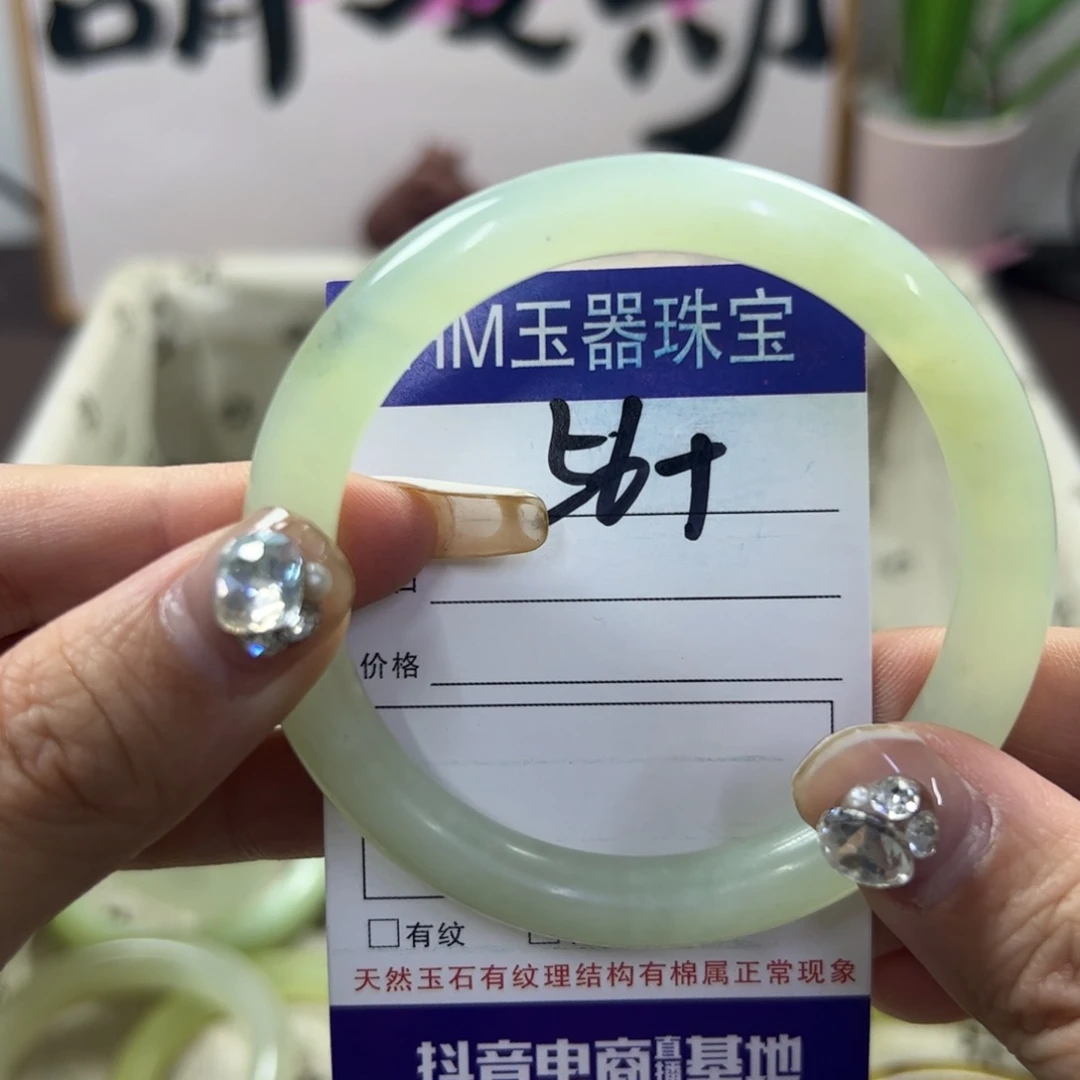 HM玉器珠宝
56+
价格
有纹
天然玉石有纹理结构有棉属正常现象
抖音电商直播基地